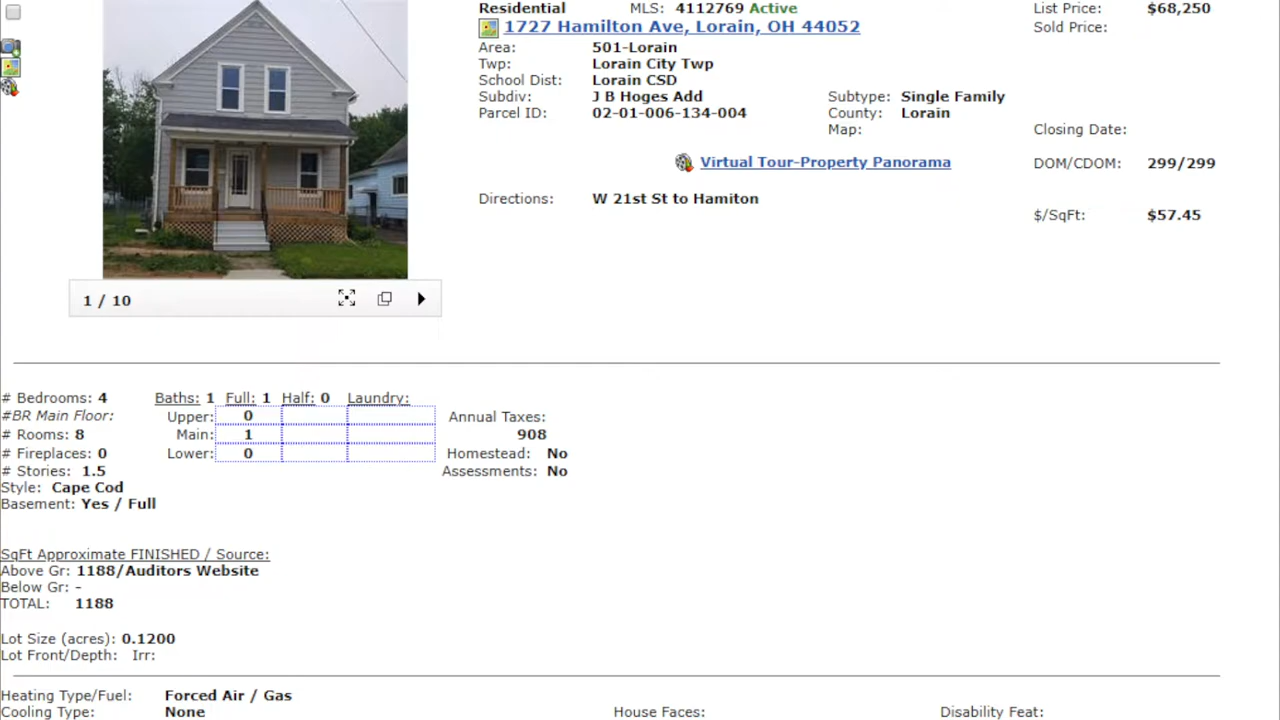 Residential MLS: 4112769 Active List Price: $68,250
1727 Hamilton Ave, Lorain, OH 44052 Sold Price:
Area: 501-Lorain
Twp: Lorain City Twp
School Dist: Lorain CSD
Subdiv: J B Hoges Add Subtype: Single Family
Parcel ID: 02-01-006-134-004 County: Lorain
Map: Closing Date:
Virtual Tour-Property Panorama DOM/CDOM: 299/299
Directions: W 21st St to Hamiton
$/SqFt: $57.45
1 / 10
# Bedrooms: 4 Baths: 1 Full: 1 Half: 0 Laundry:
#BR Main Floor: Upper: 0 Annual Taxes:
# Rooms: 8 Main: 1 908
# Fireplaces: 0 Lower: 0 Homestead: No
# Stories: 1.5 Assessments: No
Style: Cape Cod
Basement: Yes / Full
SqFt Approximate FINISHED / Source:
Above Gr: 1188/Auditors Website
Below Gr: -
TOTAL: 1188
Lot Size (acres): 0.1200
Lot Front/Depth: Irr:
Heating Type/Fuel: Forced Air / Gas
Cooling Type: None House Faces: Disability Feat: